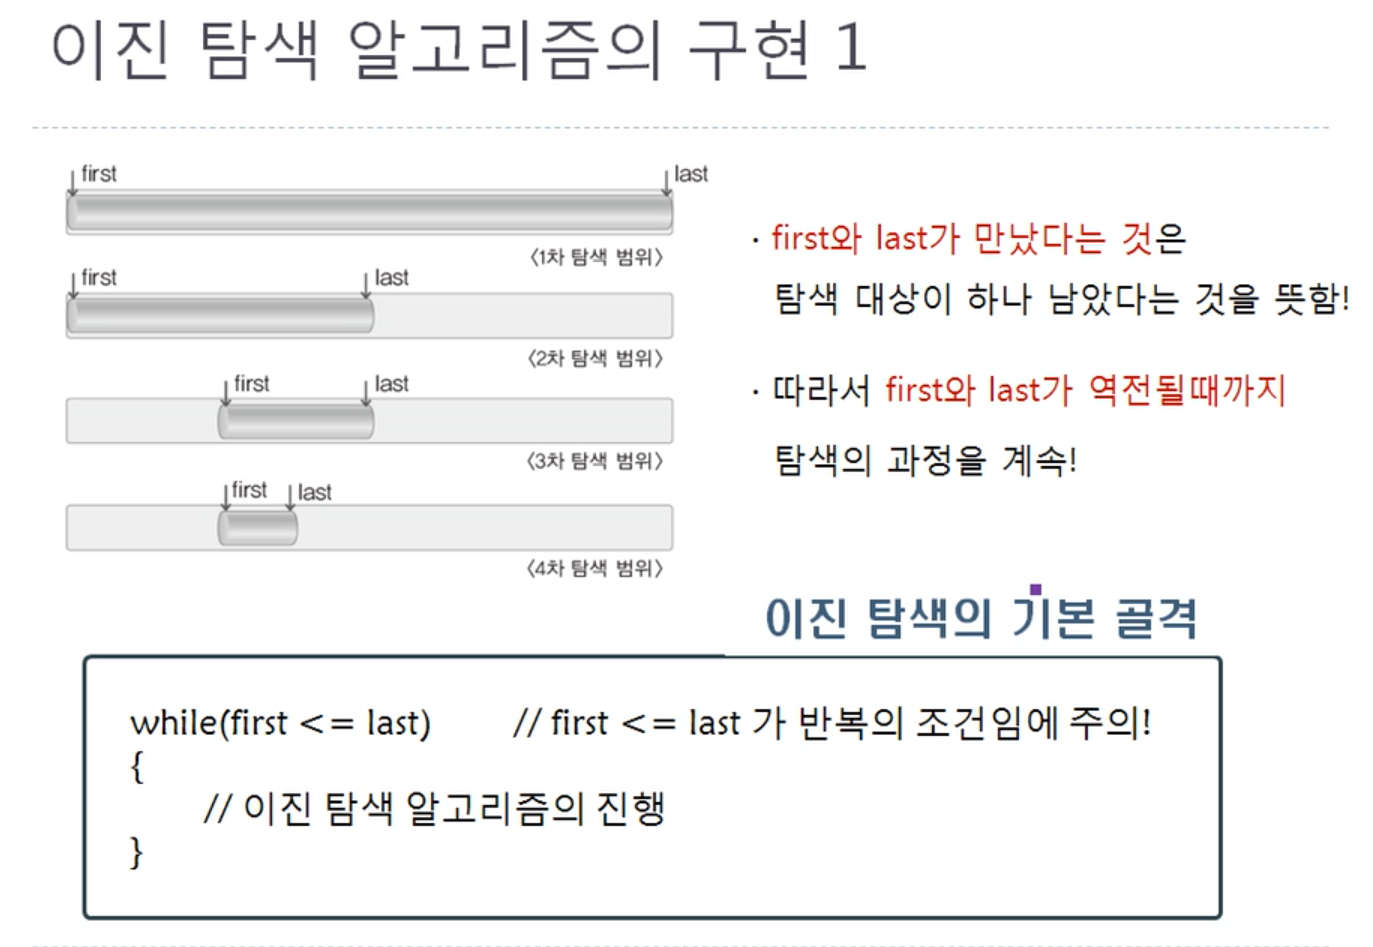 이진 탐색 알고리즘의 구현 1
first last
〈1차 탐색 범위〉
first last
〈2차 탐색 범위〉
first last
〈3차 탐색 범위〉
first last
〈4차 탐색 범위〉
· first와 last가 만났다는 것은
탐색 대상이 하나 남았다는 것을 뜻함!
· 따라서 first와 last가 역전될때까지
탐색의 과정을 계속!
이진 탐색의 기본 골격
while(first <= last) // first <= last 가 반복의 조건임에 주의!
{
// 이진 탐색 알고리즘의 진행
}